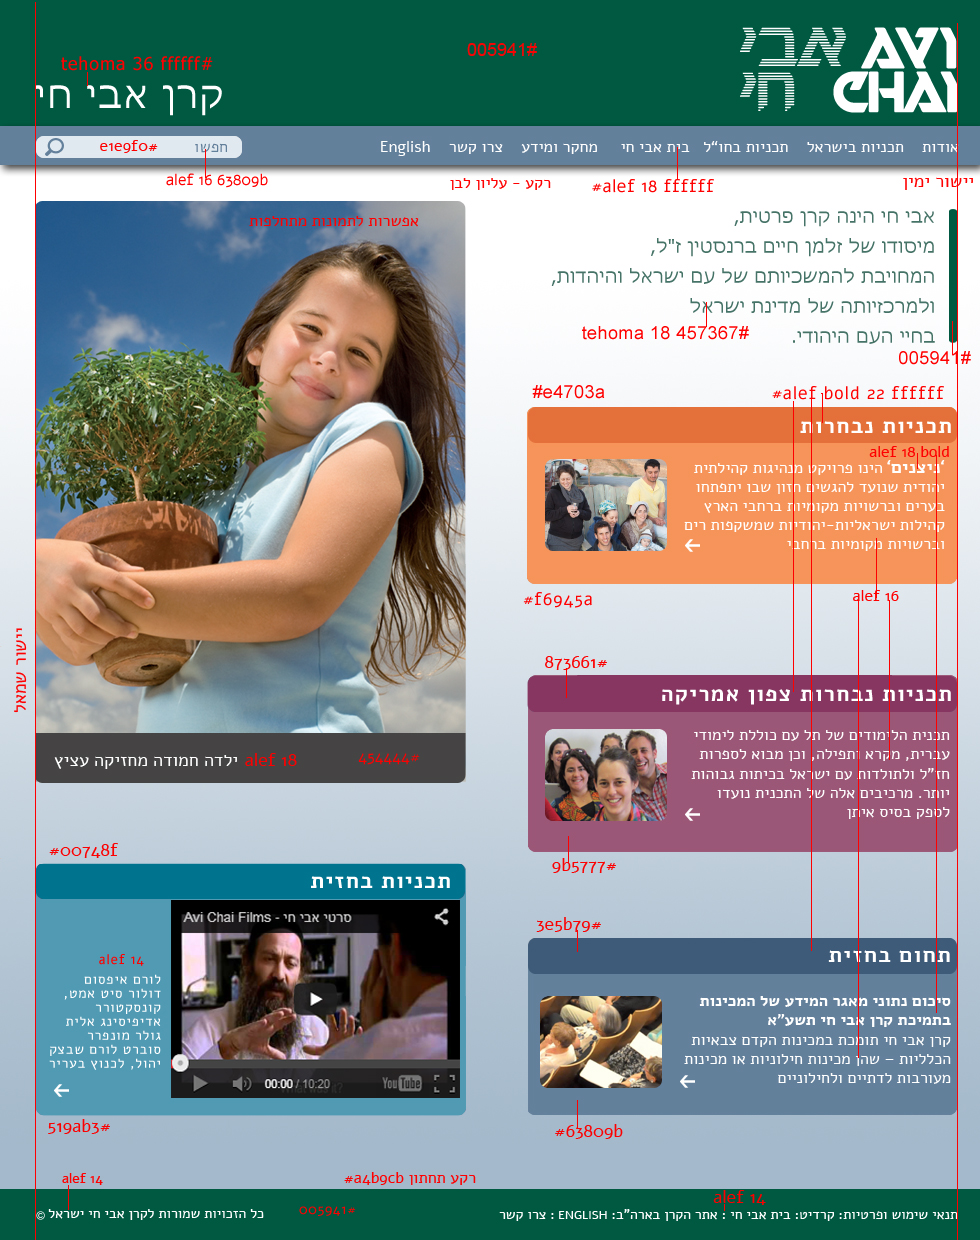 אבי חי AVI CHAI
tehoma 36 ffffff#
005941#
קרן אבי חי
אודות תכניות בישראל תכניות בחו"ל בית אבי חי מחקר ומידע צרו קשר English
חפשו e1e9f0#
alef 16 63809b
רקע - עליון לבן
#alef 18 ffffff
יישור ימין
אבי חי הינה קרן פרטית,
מיסודו של זלמן חיים ברנסטין ז"ל,
המחויבת להמשכיותם של עם ישראל והיהדות,
ולמרכזיותה של מדינת ישראל
בחיי העם היהודי.
tehoma 18 457367#
005941#
#e4703a
#alef bold 22 ffffff
תכניות נבחרות
alef 18 bold
'ניצנים' הינו פרויקט מנהיגות קהילתית
יהודית שנועד להגשים חזון שבו יתפתחו
בערים וברשויות מקומיות ברחבי הארץ
קהילות ישראליות-יהודיות שמשקפות רים
וברשויות מקומיות ברחבי
#f6945a
alef 16
873661#
תכניות נבחרות צפון אמריקה
תכנית הלימודים של תל עם כוללת לימודי
עברית, מקרא ותפילה, וכן מבוא לספרות
חז"ל ולתולדות עם ישראל בכיתות גבוהות
יותר. מרכיבים אלה של התכנית נועדו
לספק בסיס איתן
9b5777#
3e5b79#
תחום בחזית
סיכום נתוני מאגר המידע של המכינות
בתמיכת קרן אבי חי תשע"א
קרן אבי חי תומכת במכינות הקדם צבאיות
הכלליות – שהן מכינות חילוניות או מכינות
מעורבות לדתיים ולחילוניים
#63809b
אפשרות לתמונות מתחלפות
יישור שמאל
ילדה חמודה מחזיקה עציץ
alef 18
454444#
#00748f
תכניות בחזית
Avi Chai Films - סרטי אבי חי
00:00 / 10:20 YouTube
alef 14
לורם איפסום
דולור סיט אמט,
קונסקטורר
אדיפיסינג אלית
גולר מונפרר
סוברט לורם שבצק
יהול, לכנוץ בעריר
519ab3#
רקע תחתון a4b9cb#
alef 14
alef 14
תנאי שימוש ופרטיות: קרדיט: בית אבי חי : אתר הקרן בארה"ב: ENGLISH : צרו קשר
005941#
כל הזכויות שמורות לקרן אבי חי ישראל ©